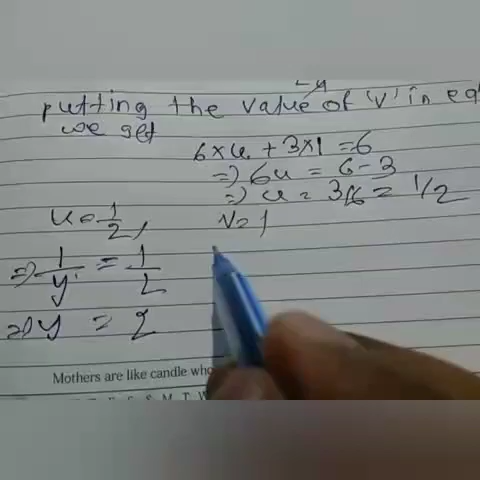 putting the value of 'v' in eq
we get
6×u + 3×1 = 6
=> 6u = 6-3
=> u = 3/6 = 1/2
u = 1/2, v = 1
=> 1/y = 1/2
=> y = 2
Mothers are like candle who